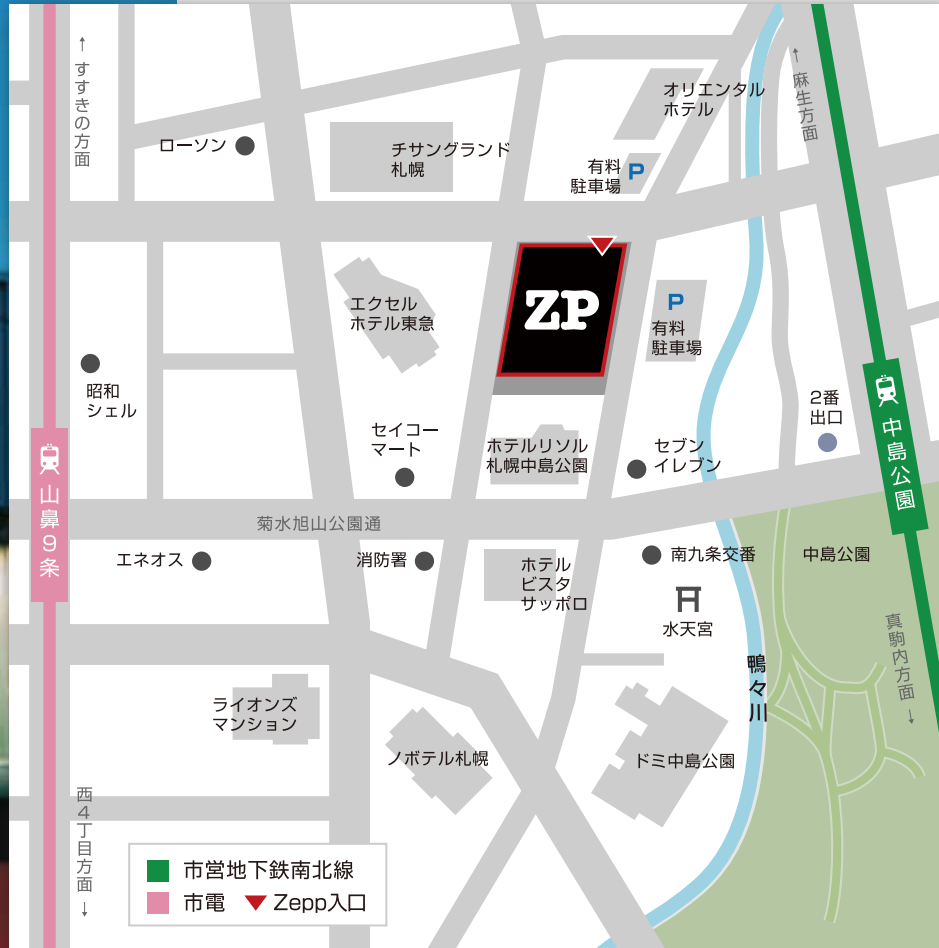 ↑すすきの方面
オリエンタル
ホテル
↑麻生方面
ローソン
チサングランド
札幌
有料
駐車場
P
ZP
P
有料
駐車場
エクセル
ホテル東急
昭和
シェル
2番
出口
中島公園
セイコー
マート
ホテルリソル
札幌中島公園
セブン
イレブン
山鼻9条
菊水旭山公園通
エネオス
消防署
ホテル
ビスタ
サッポロ
南九条交番
中島公園
水天宮
真駒内方面↓
鴨々川
ライオンズ
マンション
ノボテル札幌
ドミ中島公園
西4丁目方面↓
市営地下鉄南北線
市電 ▼Zepp入口